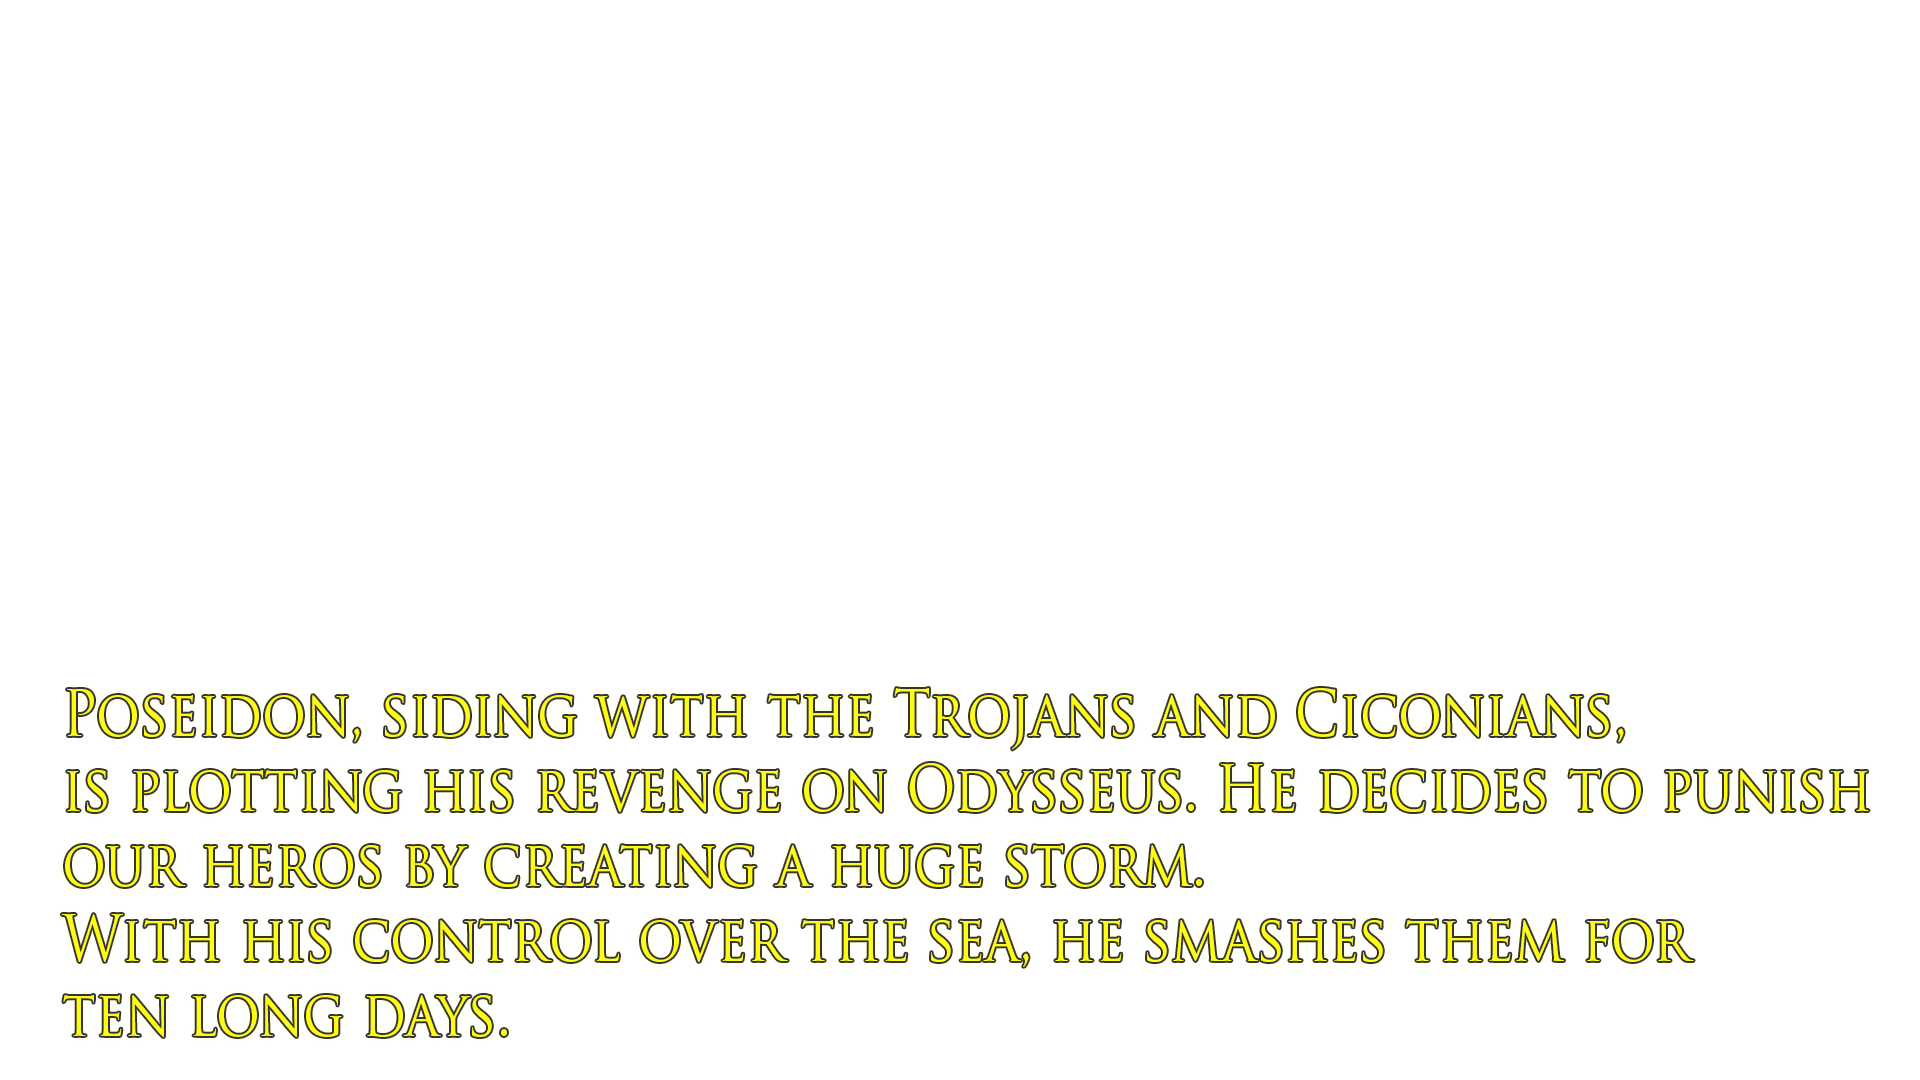 Poseidon, siding with the Trojans and Ciconians,
is plotting his revenge on Odysseus. He decides to punish
our heros by creating a huge storm.
With his control over the sea, he smashes them for
ten long days.